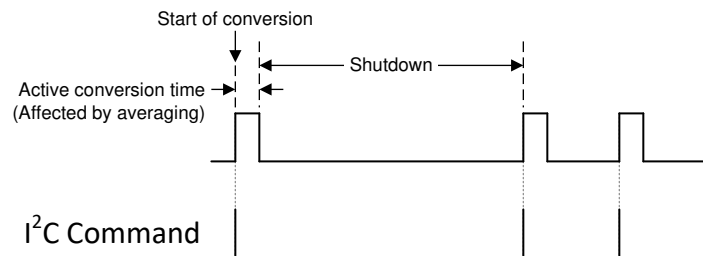 Start of conversion
Shutdown
Active conversion time
(Affected by averaging)
I²C Command